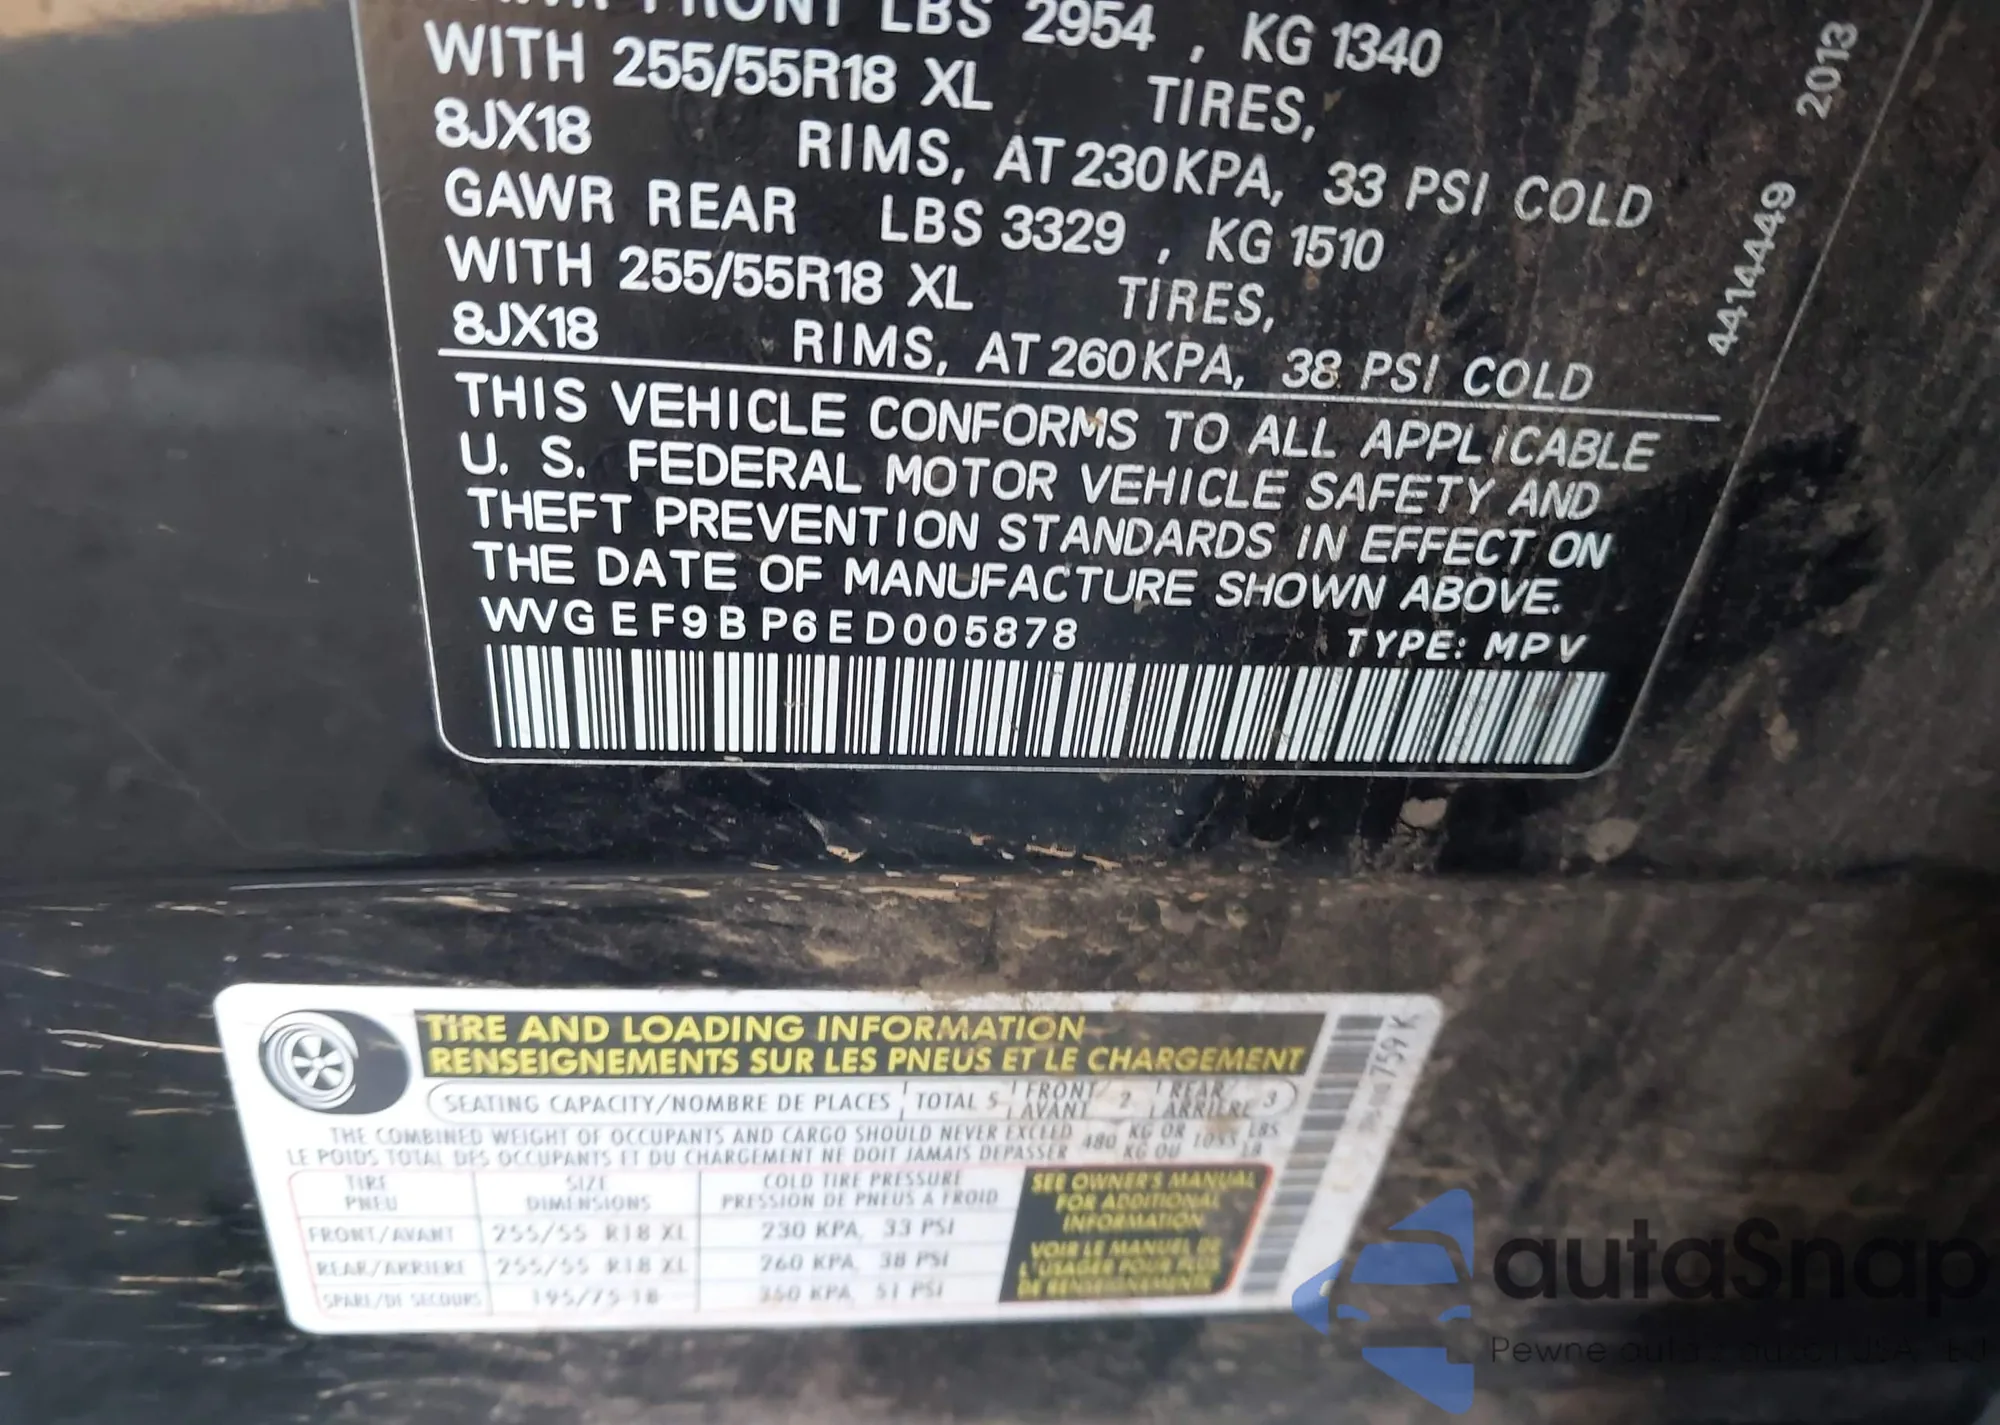 FRONT LBS 2954 , KG 1340
WITH 255/55R18 XL TIRES,
8JX18 RIMS, AT 230KPA, 33 PSI COLD
GAWR REAR LBS 3329 , KG 1510
WITH 255/55R18 XL TIRES,
8JX18 RIMS, AT 260KPA, 38 PSI COLD
THIS VEHICLE CONFORMS TO ALL APPLICABLE
U. S. FEDERAL MOTOR VEHICLE SAFETY AND
THEFT PREVENTION STANDARDS IN EFFECT ON
THE DATE OF MANUFACTURE SHOWN ABOVE.
WVGEF9BP6ED005878 TYPE: MPV
4414449 2013
TIRE AND LOADING INFORMATION
RENSEIGNEMENTS SUR LES PNEUS ET LE CHARGEMENT
SEATING CAPACITY/NOMBRE DE PLACES TOTAL 5 FRONT/AVANT 2 REAR/ARRIERE 3
THE COMBINED WEIGHT OF OCCUPANTS AND CARGO SHOULD NEVER EXCEED 480 KG OR LBS
LE POIDS TOTAL DES OCCUPANTS ET DU CHARGEMENT NE DOIT JAMAIS DEPASSER KG OU LB
TIRE PNEU SIZE DIMENSIONS COLD TIRE PRESSURE PRESSION DE PNEUS A FROID
FRONT/AVANT 255/55 R18 XL 230 KPA, 33 PSI
REAR/ARRIERE 255/55 R18 XL 260 KPA, 38 PSI
SPARE/DE SECOURS 195/75-18 350 KPA, 51 PSI
SEE OWNER'S MANUAL
FOR ADDITIONAL
INFORMATION
VOIR LE MANUEL DE
L'USAGER POUR PLUS
DE RENSEIGNEMENTS
759 K
autaSnap
Pewne auta